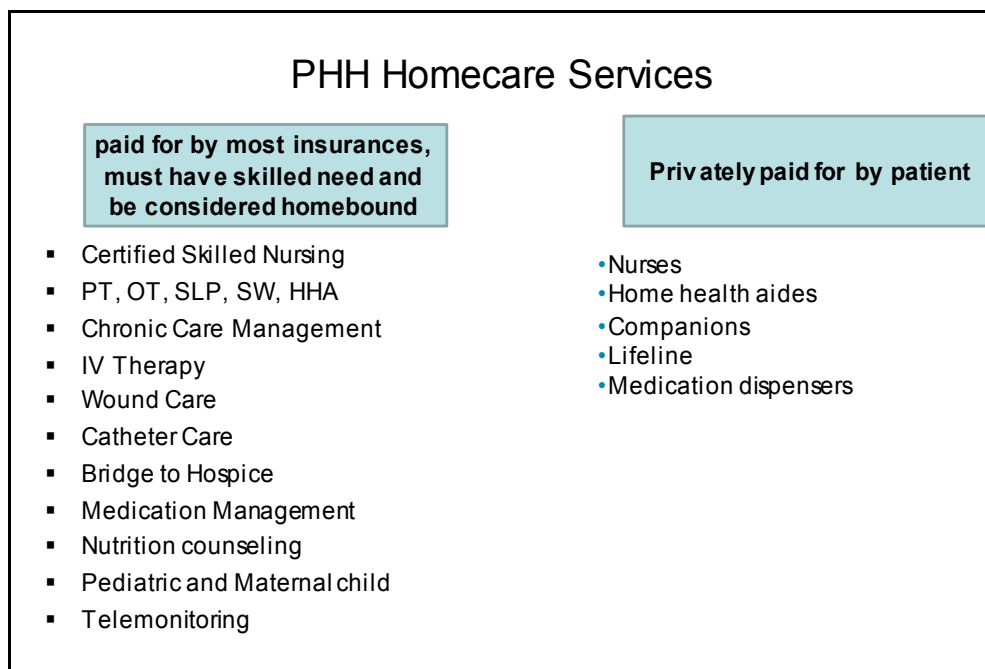 PHH Homecare Services
paid for by most insurances,
must have skilled need and
be considered homebound
▪ Certified Skilled Nursing
▪ PT, OT, SLP, SW, HHA
▪ Chronic Care Management
▪ IV Therapy
▪ Wound Care
▪ Catheter Care
▪ Bridge to Hospice
▪ Medication Management
▪ Nutrition counseling
▪ Pediatric and Maternal child
▪ Telemonitoring
Privately paid for by patient
•Nurses
•Home health aides
•Companions
•Lifeline
•Medication dispensers